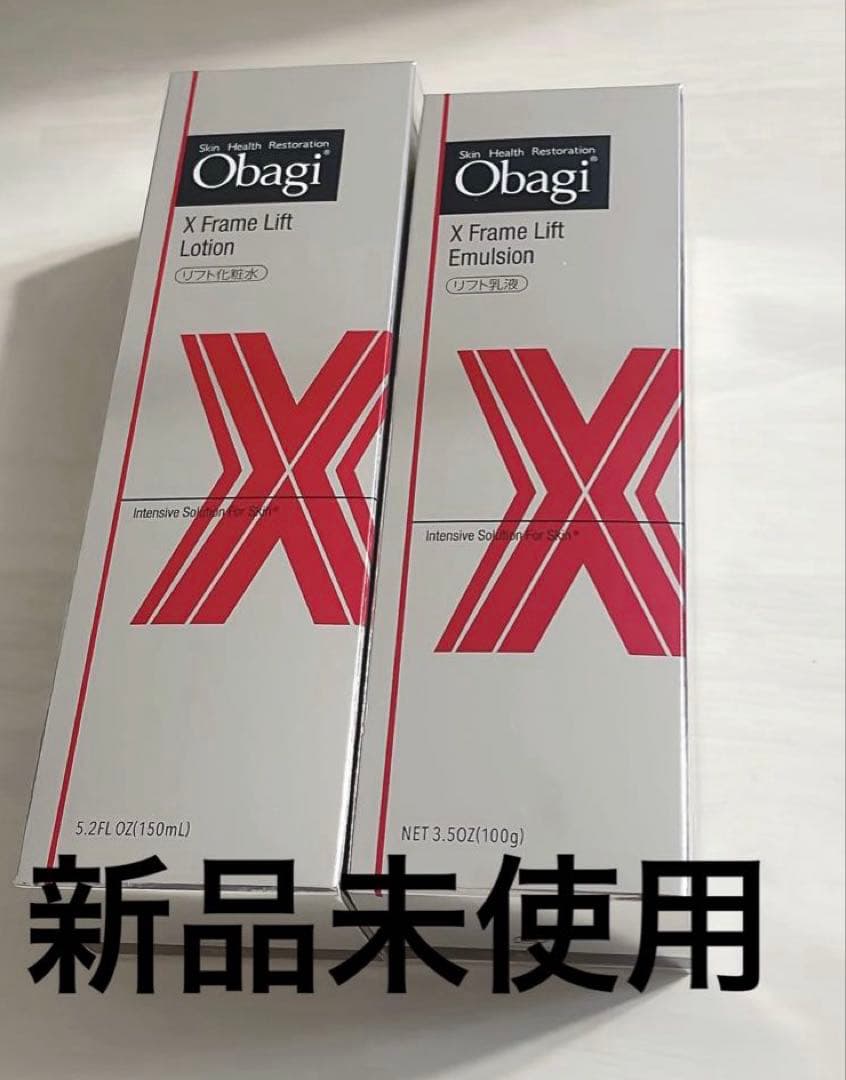 Skin Health Restoration
Obagi®
X Frame Lift
Lotion
リフト化粧水
X
Intensive Solution For Skin®
5.2FL OZ(150mL)
Skin Health Restoration
Obagi®
X Frame Lift
Emulsion
リフト乳液
X
Intensive Solution For Skin®
NET 3.5OZ(100g)
新品未使用